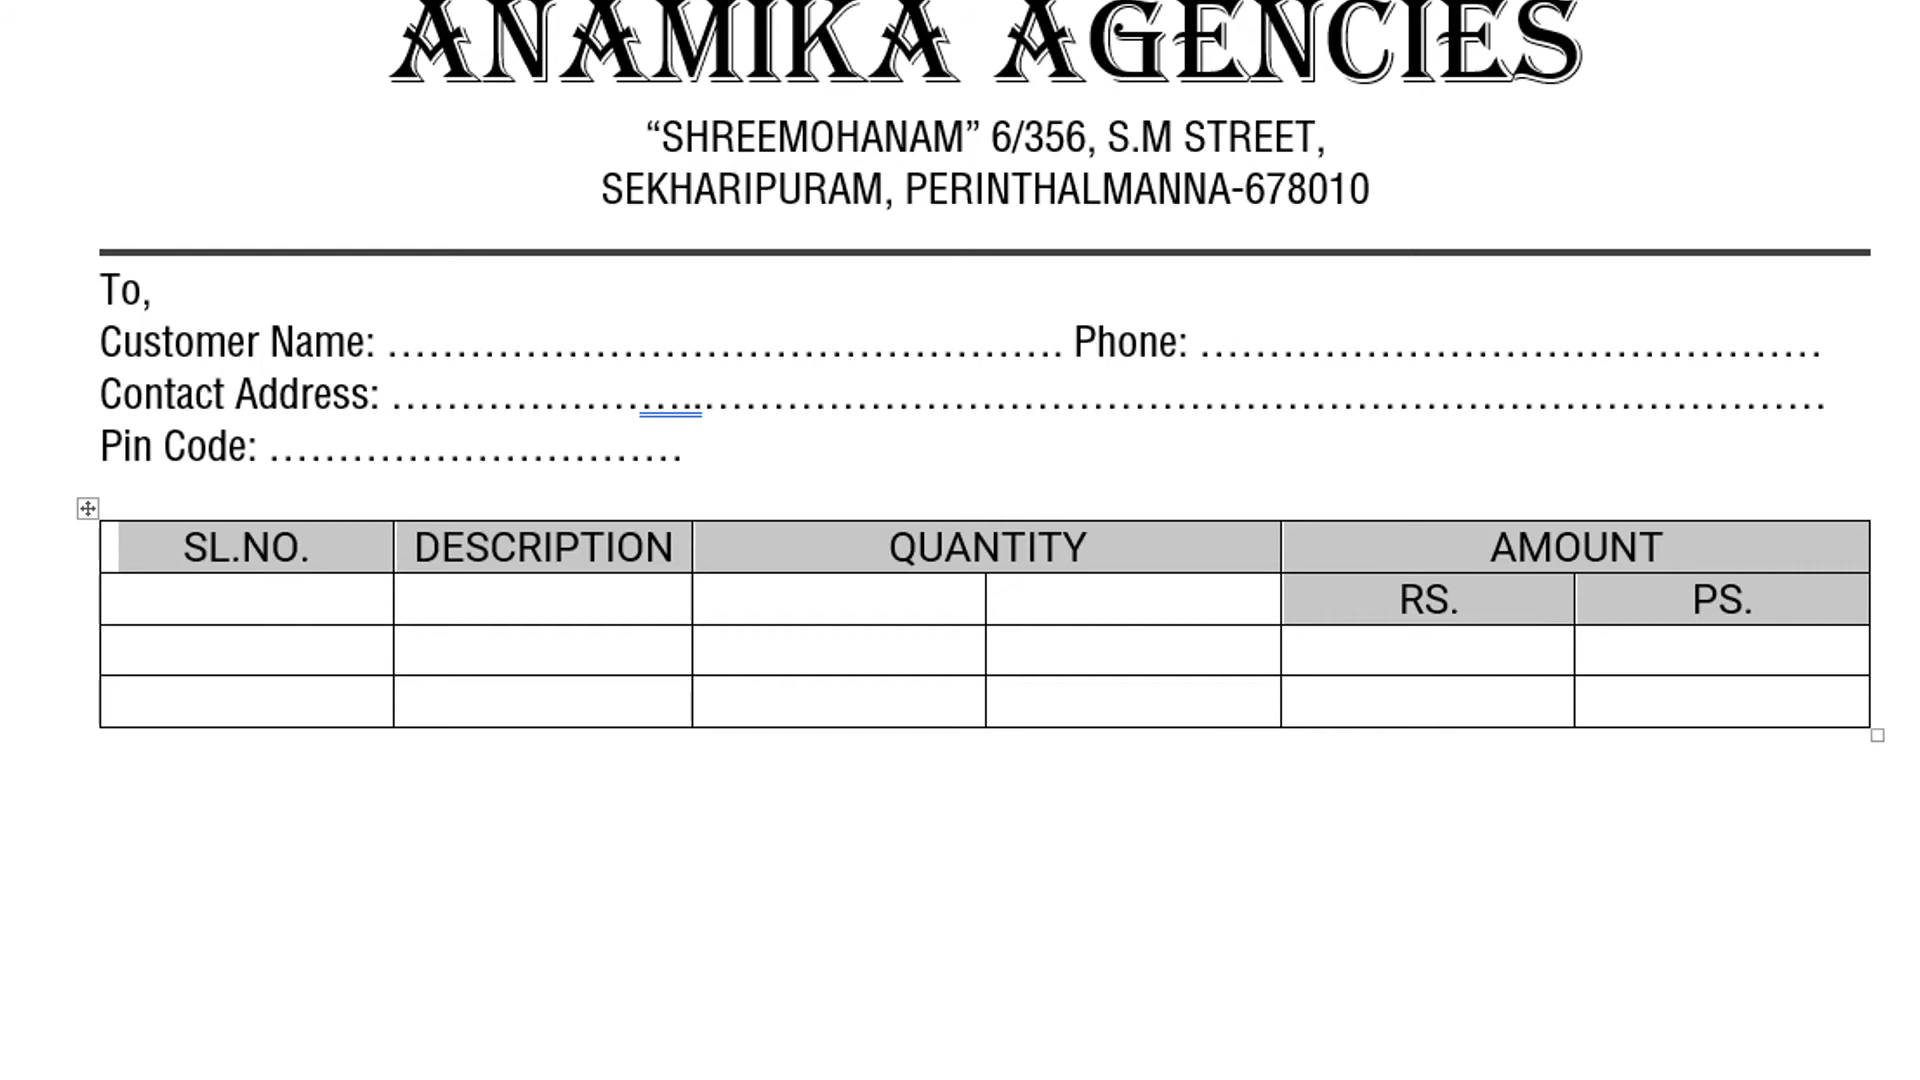 ANAMIKA AGENCIES
“SHREEMOHANAM” 6/356, S.M STREET,
SEKHARIPURAM, PERINTHALMANNA-678010
To,
Customer Name: ……………………………………………. Phone: …………………………………………
Contact Address: ……………………..……………………………………………………………………………
Pin Code: …………………………
SL.NO. DESCRIPTION QUANTITY AMOUNT
RS. PS.